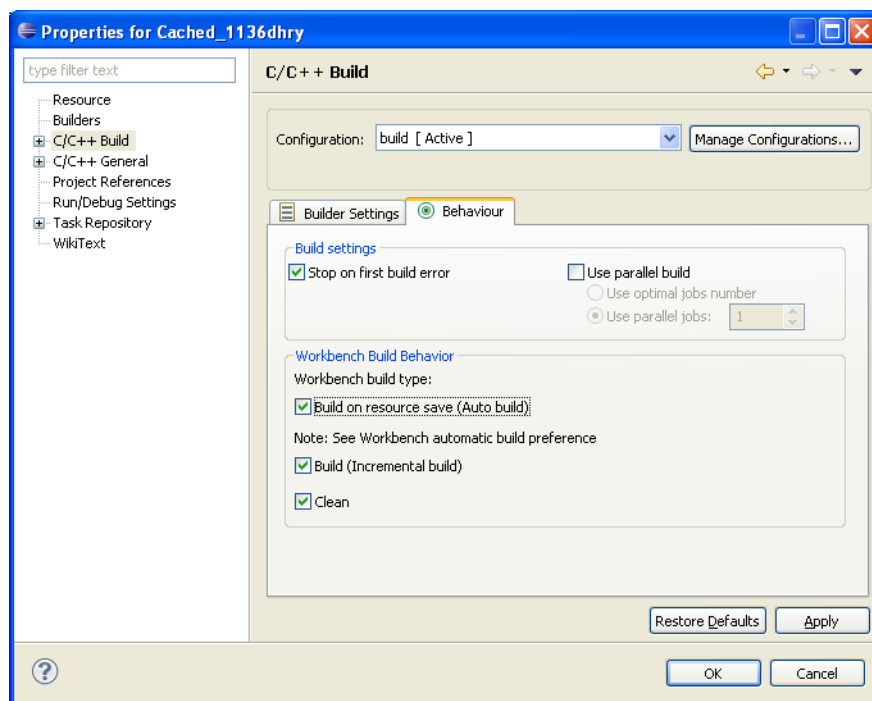 Properties for Cached_1136dhry
type filter text
Resource
Builders
C/C++ Build
C/C++ General
Project References
Run/Debug Settings
Task Repository
WikiText
C/C++ Build
Configuration: build [ Active ] Manage Configurations...
Builder Settings Behaviour
Build settings
Stop on first build error Use parallel build
Use optimal jobs number
Use parallel jobs: 1
Workbench Build Behavior
Workbench build type:
Build on resource save (Auto build)
Note: See Workbench automatic build preference
Build (Incremental build)
Clean
Restore Defaults Apply
? OK Cancel